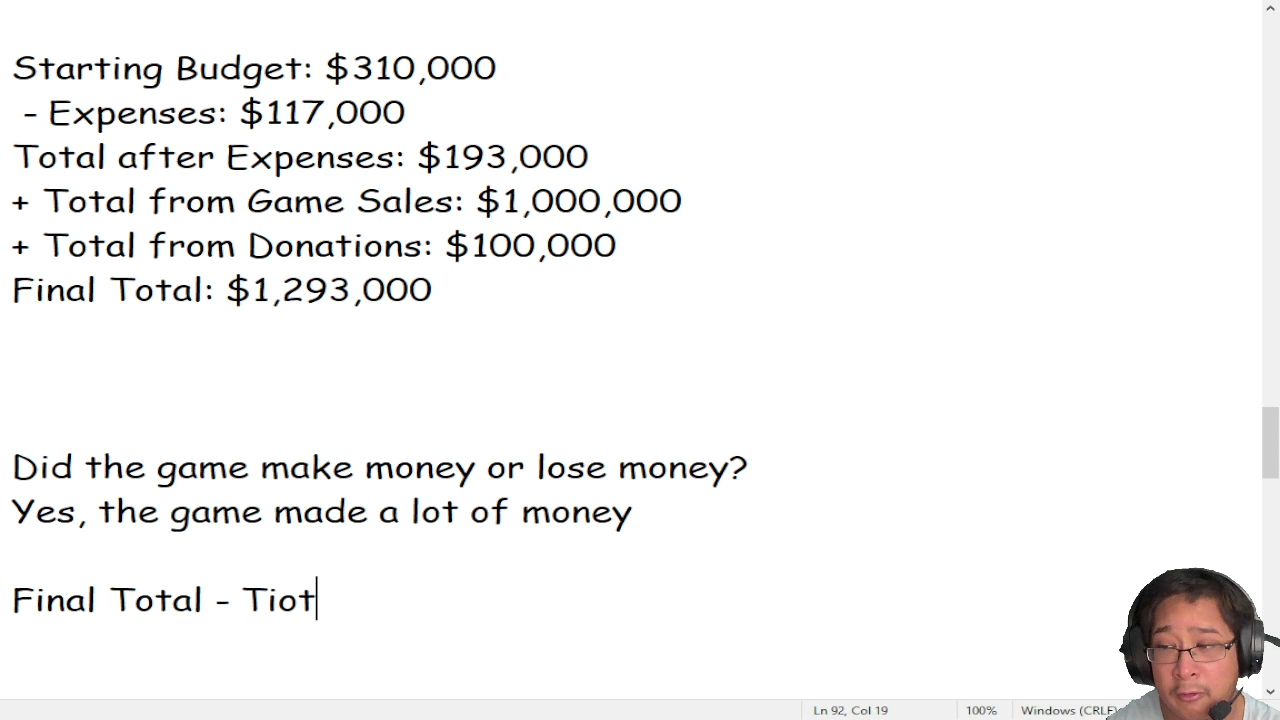 Starting Budget: $310,000
- Expenses: $117,000
Total after Expenses: $193,000
+ Total from Game Sales: $1,000,000
+ Total from Donations: $100,000
Final Total: $1,293,000
Did the game make money or lose money?
Yes, the game made a lot of money
Final Total - Tiot
Ln 92, Col 19 100% Windows (CRLF)